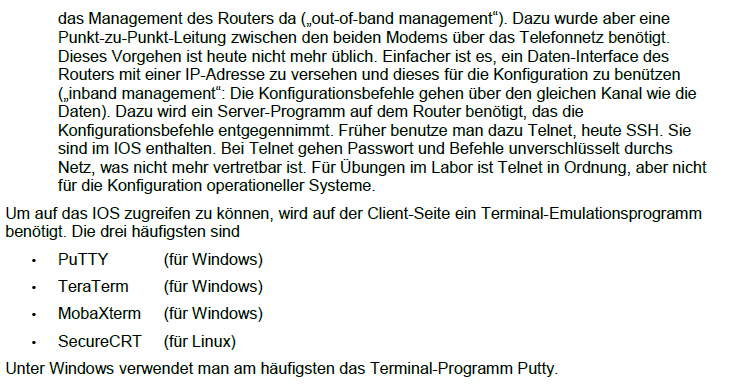 das Management des Routers da („out-of-band management“). Dazu wurde aber eine
Punkt-zu-Punkt-Leitung zwischen den beiden Modems über das Telefonnetz benötigt.
Dieses Vorgehen ist heute nicht mehr üblich. Einfacher ist es, ein Daten-Interface des
Routers mit einer IP-Adresse zu versehen und dieses für die Konfiguration zu benützen
(„inband management“: Die Konfigurationsbefehle gehen über den gleichen Kanal wie die
Daten). Dazu wird ein Server-Programm auf dem Router benötigt, das die
Konfigurationsbefehle entgegennimmt. Früher benutze man dazu Telnet, heute SSH. Sie
sind im IOS enthalten. Bei Telnet gehen Passwort und Befehle unverschlüsselt durchs
Netz, was nicht mehr vertretbar ist. Für Übungen im Labor ist Telnet in Ordnung, aber nicht
für die Konfiguration operationeller Systeme.
Um auf das IOS zugreifen zu können, wird auf der Client-Seite ein Terminal-Emulationsprogramm
benötigt. Die drei häufigsten sind
• PuTTY (für Windows)
• TeraTerm (für Windows)
• MobaXterm (für Windows)
• SecureCRT (für Linux)
Unter Windows verwendet man am häufigsten das Terminal-Programm Putty.